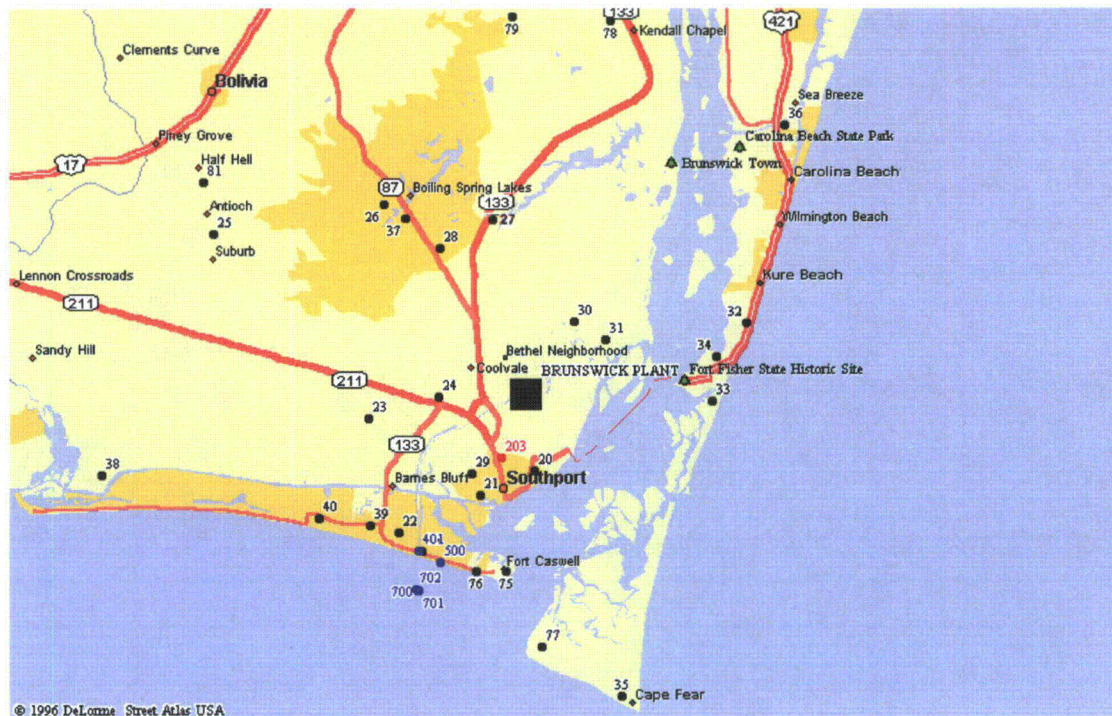 133
421
79
78
Kendall Chapel
Clements Curve
Bolivia
Sea Breeze
36
Carolina Beach State Park
Piney Grove
17
Half Hell
81
Brunswick Town
Carolina Beach
87
Boiling Spring Lakes
133
Antioch
26
37
27
25
Wilmington Beach
28
Suburb
Lennon Crossroads
Kure Beach
211
30
32
31
Sandy Hill
Bethel Neighborhood
34
Coolvale
BRUNSWICK PLANT
Fort Fisher State Historic Site
211
24
33
23
133
203
38
29
20
Southport
Barnes Bluff
21
40
39
22
401
500
Fort Caswell
702
76
75
700
701
77
35
Cape Fear
© 1996 DeLorme Street Atlas USA